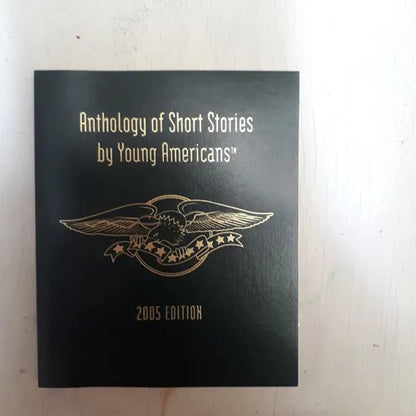 Anthology of Short Stories
by Young Americans™
2005 EDITION